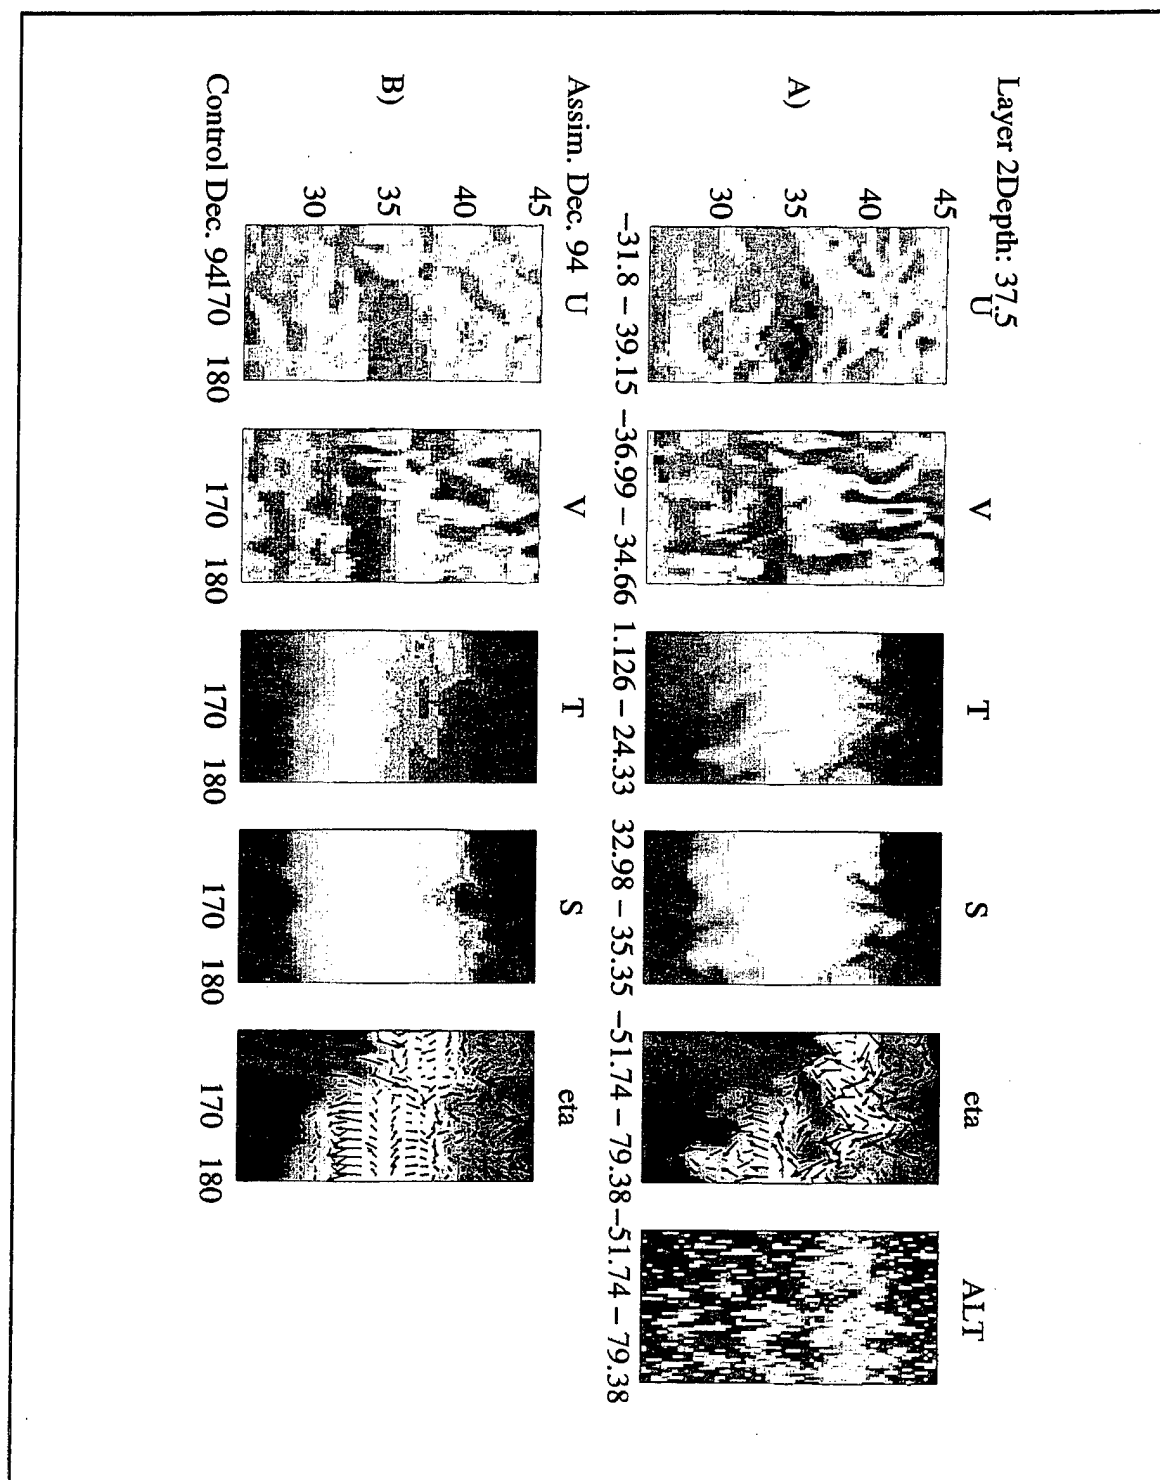 Layer 2Depth: 37.5
U V T S eta ALT
A)
45
40
35
30
−31.8 − 39.15 −36.99 − 34.66 1.126 − 24.33 32.98 − 35.35 −51.74 − 79.38 −51.74 − 79.38
Assim. Dec. 94 U V T S eta
B)
45
40
35
30
Control Dec. 94 170 180 170 180 170 180 170 180 170 180